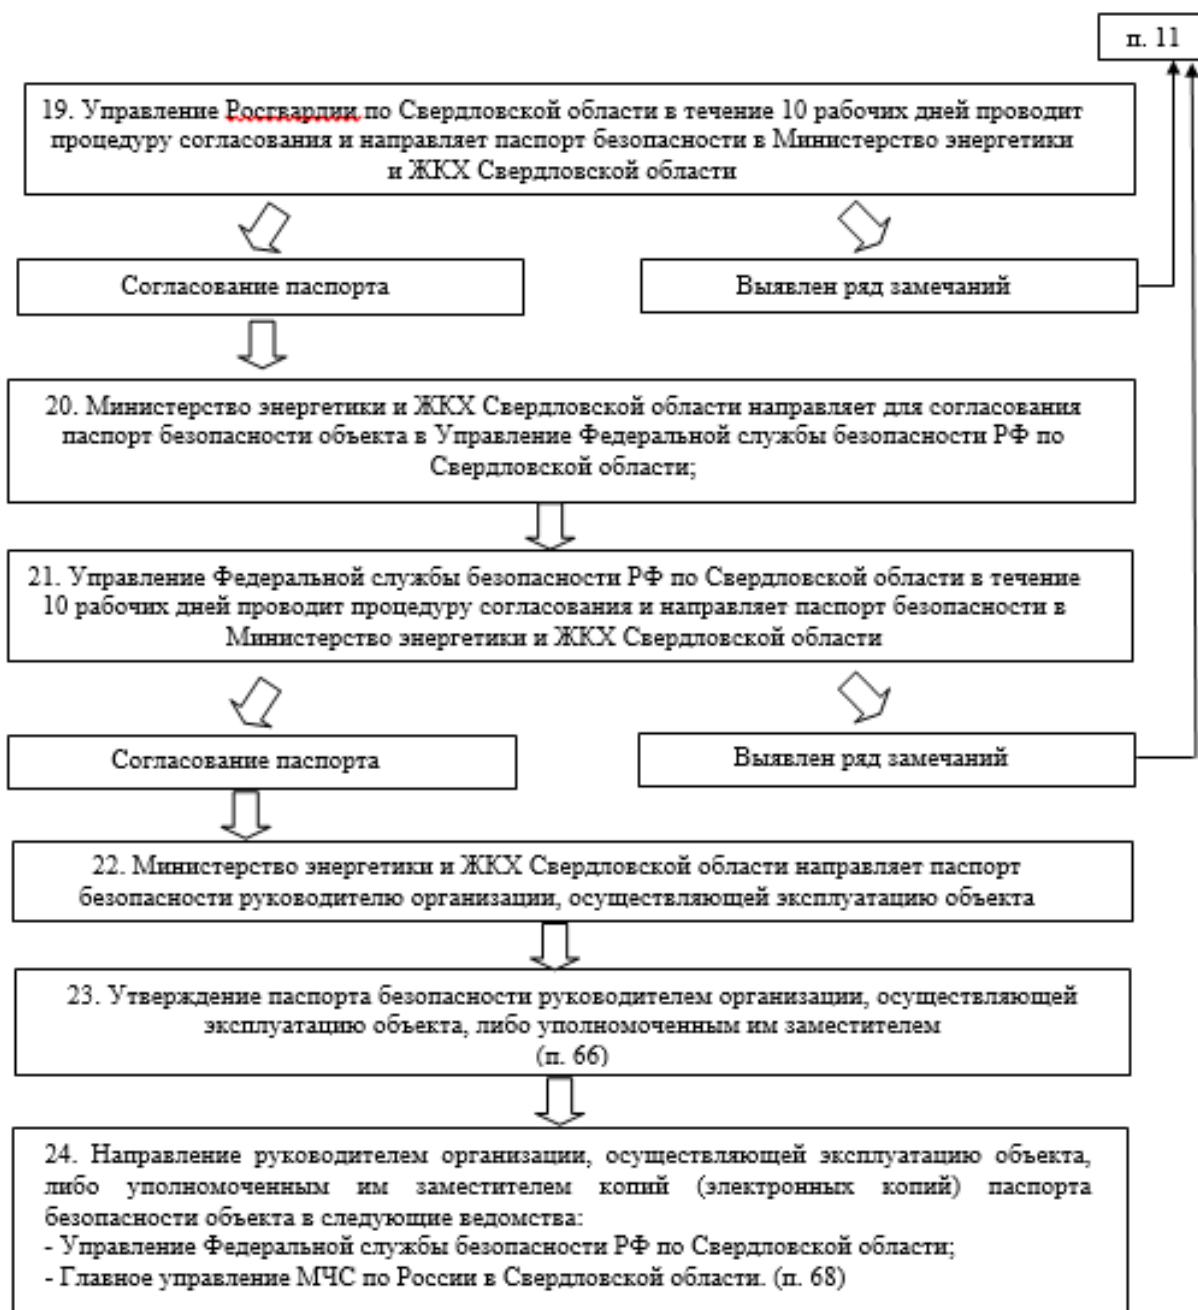 п. 11
19. Управление Росгвардии по Свердловской области в течение 10 рабочих дней проводит
процедуру согласования и направляет паспорт безопасности в Министерство энергетики
и ЖКХ Свердловской области
Согласование паспорта
Выявлен ряд замечаний
20. Министерство энергетики и ЖКХ Свердловской области направляет для согласования
паспорт безопасности объекта в Управление Федеральной службы безопасности РФ по
Свердловской области;
21. Управление Федеральной службы безопасности РФ по Свердловской области в течение
10 рабочих дней проводит процедуру согласования и направляет паспорт безопасности в
Министерство энергетики и ЖКХ Свердловской области
Согласование паспорта
Выявлен ряд замечаний
22. Министерство энергетики и ЖКХ Свердловской области направляет паспорт
безопасности руководителю организации, осуществляющей эксплуатацию объекта
23. Утверждение паспорта безопасности руководителем организации, осуществляющей
эксплуатацию объекта, либо уполномоченным им заместителем
(п. 66)
24. Направление руководителем организации, осуществляющей эксплуатацию объекта,
либо уполномоченным им заместителем копий (электронных копий) паспорта
безопасности объекта в следующие ведомства:
- Управление Федеральной службы безопасности РФ по Свердловской области;
- Главное управление МЧС по России в Свердловской области. (п. 68)